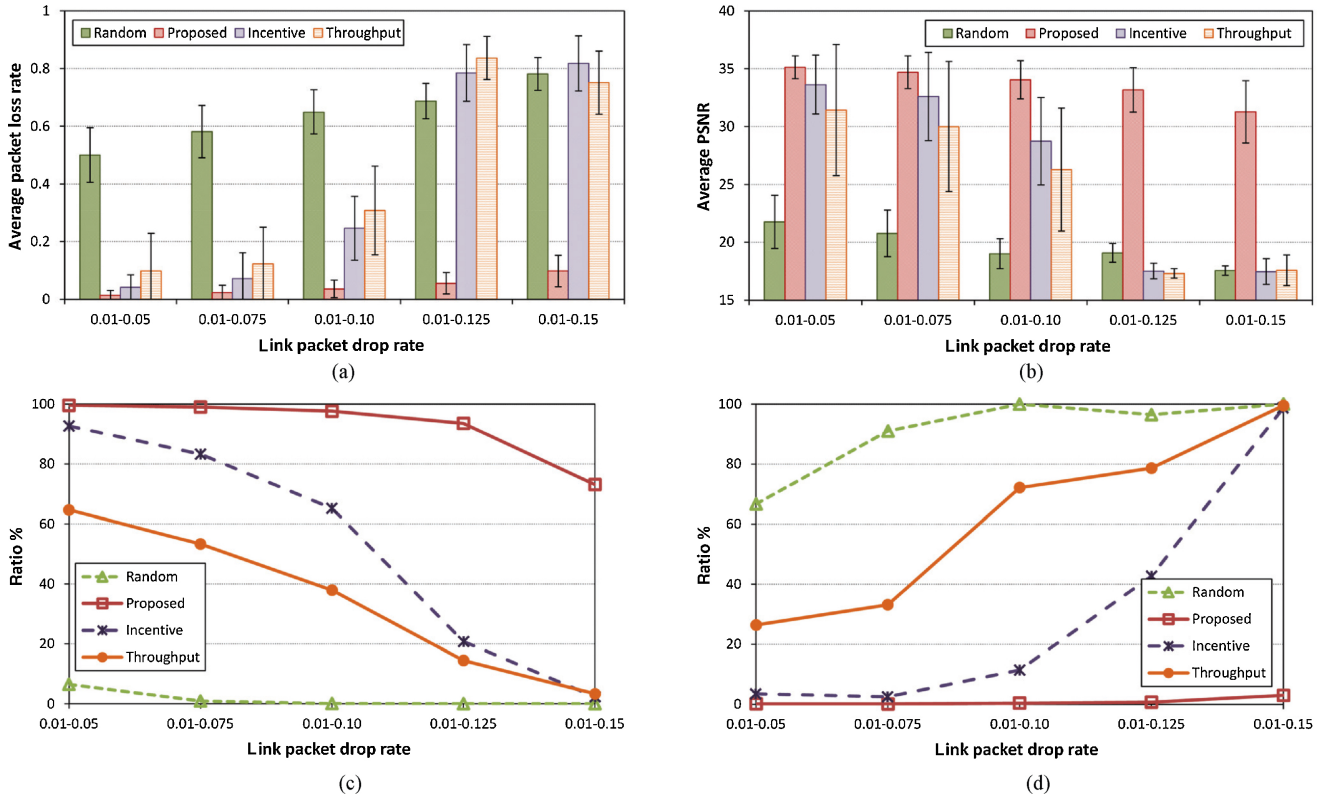 Random Proposed Incentive Throughput
Average packet loss rate
1
0.8
0.6
0.4
0.2
0
0.01-0.05 0.01-0.075 0.01-0.10 0.01-0.125 0.01-0.15
Link packet drop rate
(a)
Random Proposed Incentive Throughput
Average PSNR
40
35
30
25
20
15
0.01-0.05 0.01-0.075 0.01-0.10 0.01-0.125 0.01-0.15
Link packet drop rate
(b)
Ratio %
100
80
60
40
20
0
Random
Proposed
Incentive
Throughput
0.01-0.05 0.01-0.075 0.01-0.10 0.01-0.125 0.01-0.15
Link packet drop rate
(c)
Ratio %
100
80
60
40
20
0
Random
Proposed
Incentive
Throughput
0.01-0.05 0.01-0.075 0.01-0.10 0.01-0.125 0.01-0.15
Link packet drop rate
(d)